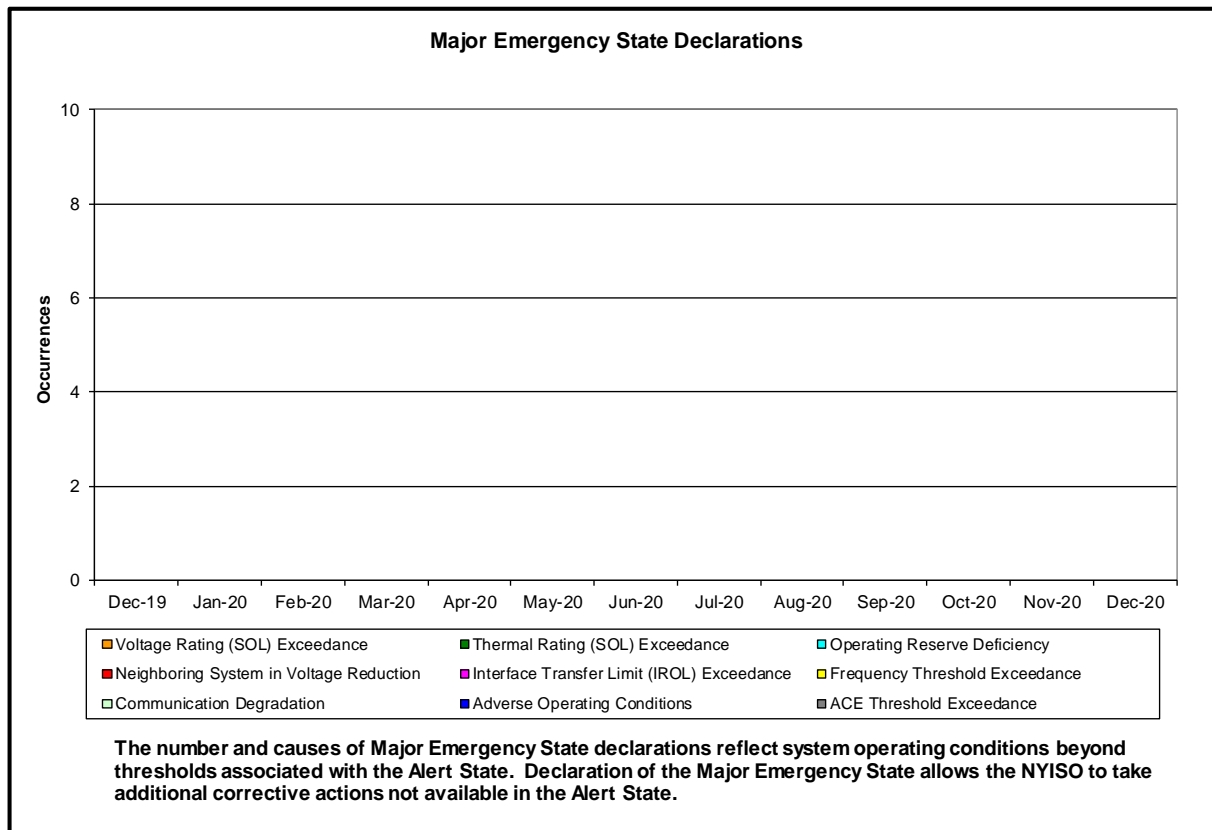 Major Emergency State Declarations
10
8
6
4
2
0
Occurrences
Dec-19 Jan-20 Feb-20 Mar-20 Apr-20 May-20 Jun-20 Jul-20 Aug-20 Sep-20 Oct-20 Nov-20 Dec-20
Voltage Rating (SOL) Exceedance Thermal Rating (SOL) Exceedance Operating Reserve Deficiency
Neighboring System in Voltage Reduction Interface Transfer Limit (IROL) Exceedance Frequency Threshold Exceedance
Communication Degradation Adverse Operating Conditions ACE Threshold Exceedance
The number and causes of Major Emergency State declarations reflect system operating conditions beyond
thresholds associated with the Alert State. Declaration of the Major Emergency State allows the NYISO to take
additional corrective actions not available in the Alert State.